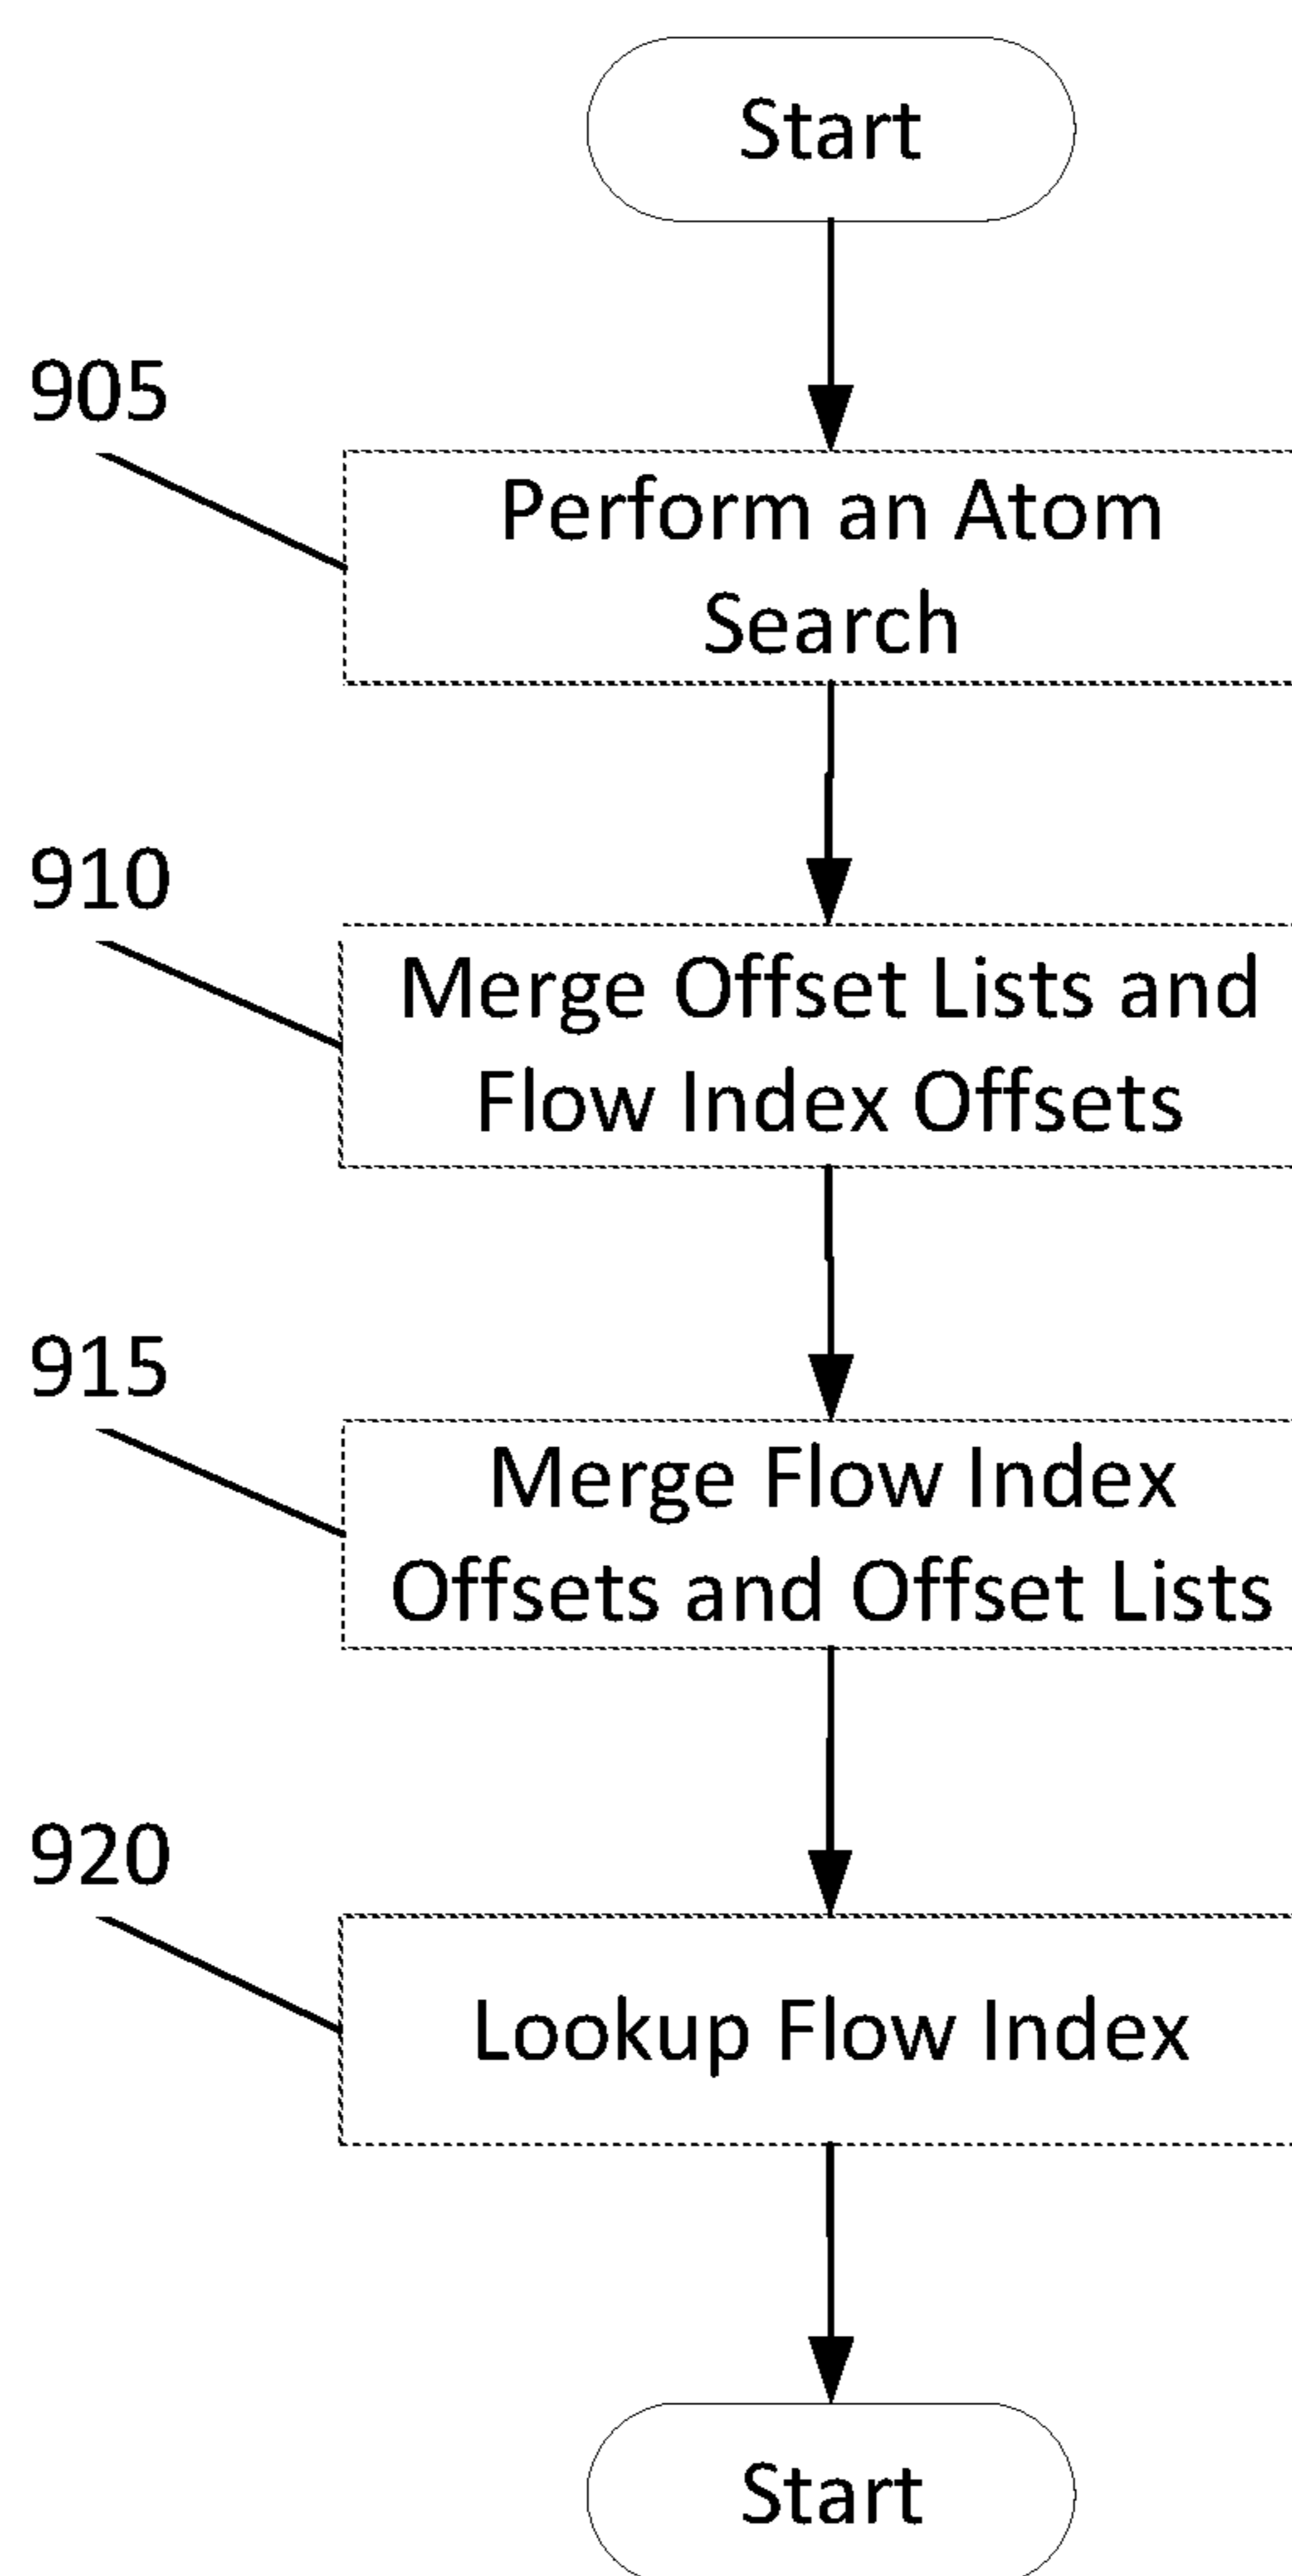 Start
905
Perform an Atom
Search
910
Merge Offset Lists and
Flow Index Offsets
915
Merge Flow Index
Offsets and Offset Lists
920
Lookup Flow Index
Start